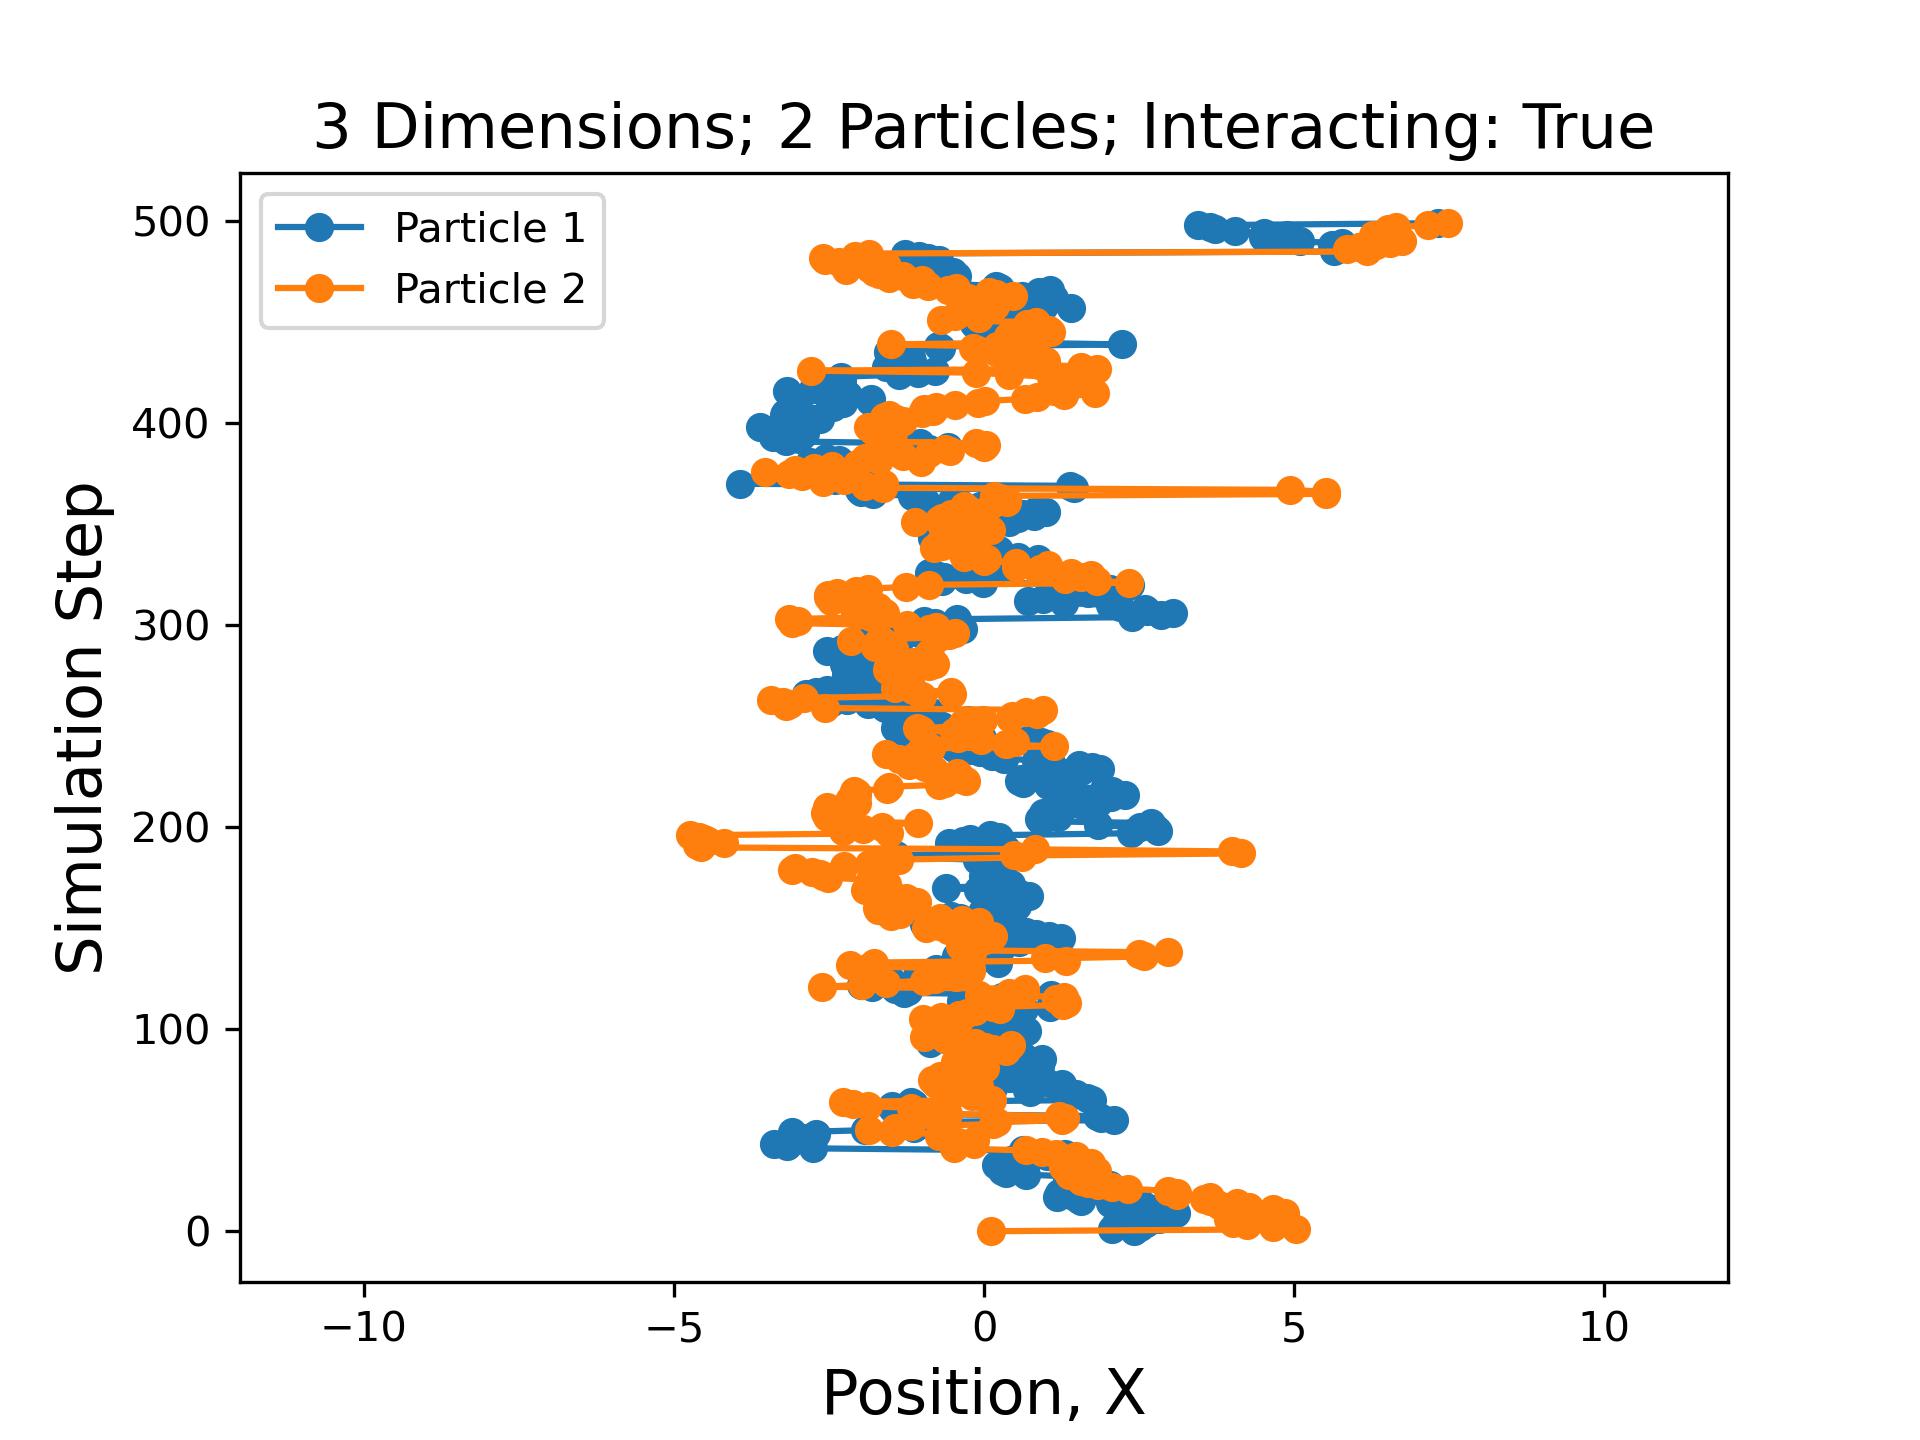 3 Dimensions; 2 Particles; Interacting: True
Particle 1
Particle 2
Simulation Step
500
400
300
200
100
0
−10
−5
0
5
10
Position, X